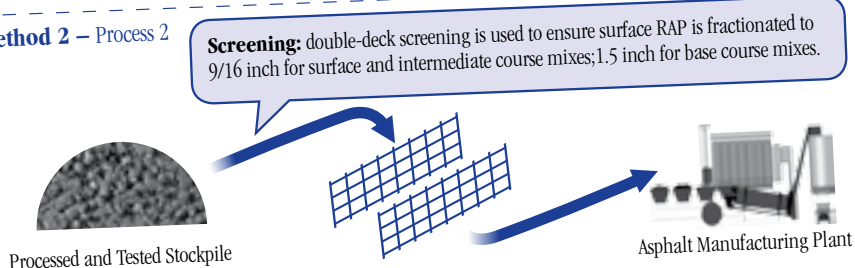 ethod 2 – Process 2
Screening: double-deck screening is used to ensure surface RAP is fractionated to
9/16 inch for surface and intermediate course mixes;1.5 inch for base course mixes.
Processed and Tested Stockpile
Asphalt Manufacturing Plant